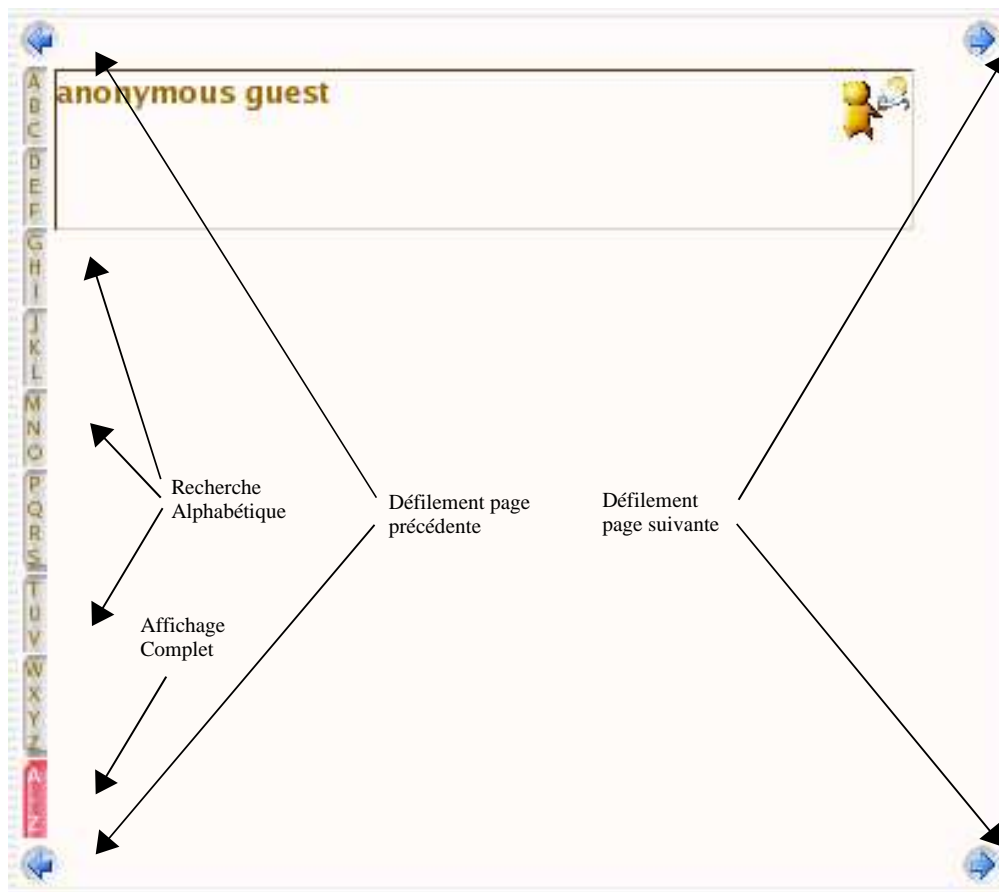 anonymous guest
A
B
C
D
E
F
G
H
I
J
K
L
M
N
O
P
Q
R
S
T
U
V
W
X
Y
Z
A
Z
Recherche
Alphabétique
Défilement page
précédente
Défilement
page suivante
Affichage
Complet